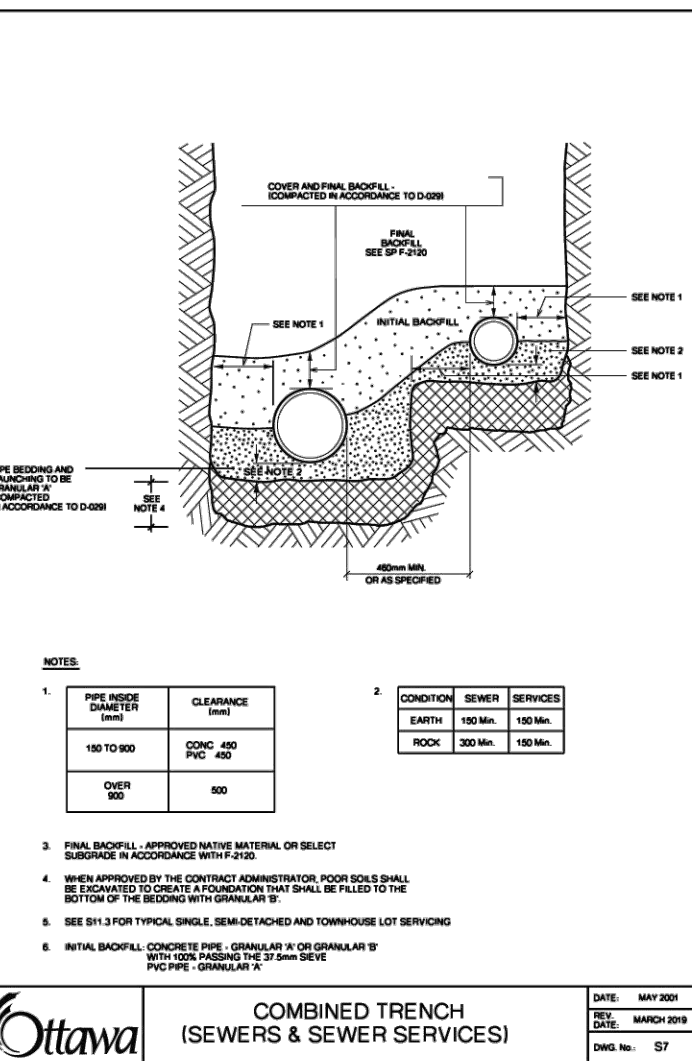 COVER AND FINAL BACKFILL -
(COMPACTED IN ACCORDANCE TO D-029)
FINAL
BACKFILL
SEE SP F-2120
SEE NOTE 1
SEE NOTE 1
INITIAL BACKFILL
SEE NOTE 2
SEE NOTE 1
PE BEDDING AND
AUNCHING TO BE
RANULAR 'A'
OMPACTED
ACCORDANCE TO D-029)
SEE NOTE 2
SEE
NOTE 4
460mm MIN.
OR AS SPECIFIED
NOTES:
1.
PIPE INSIDE DIAMETER (mm) CLEARANCE (mm)
150 TO 900 CONC 450 PVC 450
OVER 900 500
2.
CONDITION SEWER SERVICES
EARTH 150 Min. 150 Min.
ROCK 300 Min. 150 Min.
3. FINAL BACKFILL - APPROVED NATIVE MATERIAL OR SELECT
SUBGRADE IN ACCORDANCE WITH F-2120.
4. WHEN APPROVED BY THE CONTRACT ADMINISTRATOR, POOR SOILS SHALL
BE EXCAVATED TO CREATE A FOUNDATION THAT SHALL BE FILLED TO THE
BOTTOM OF THE BEDDING WITH GRANULAR 'B'.
5. SEE S11.3 FOR TYPICAL SINGLE, SEMI-DETACHED AND TOWNHOUSE LOT SERVICING
6. INITIAL BACKFILL: CONCRETE PIPE - GRANULAR 'A' OR GRANULAR 'B'
WITH 100% PASSING THE 37.5mm SIEVE
PVC PIPE - GRANULAR 'A'
Ottawa
COMBINED TRENCH
(SEWERS & SEWER SERVICES)
DATE: MAY 2001
REV. DATE: MARCH 2019
DWG. No.: S7